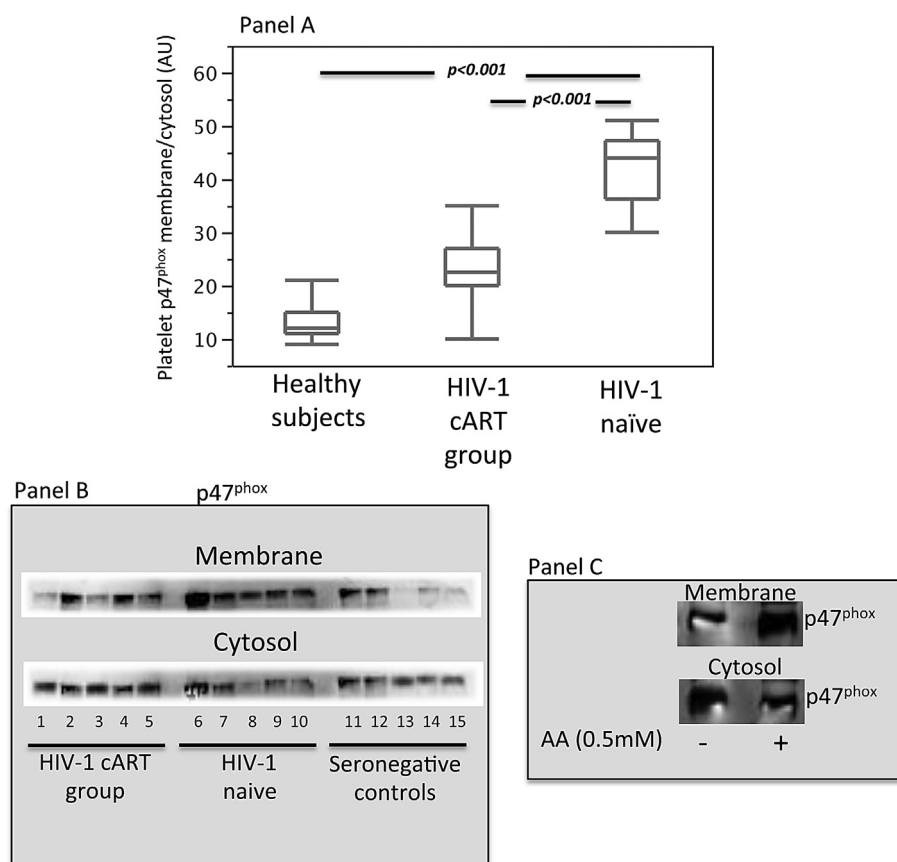 Panel A
Platelet p47phox membrane/cytosol (AU)
60
50
40
30
20
10
p<0.001
p<0.001
Healthy subjects
HIV-1 cART group
HIV-1 naïve
Panel B
p47phox
Membrane
Cytosol
1 2 3 4 5 6 7 8 9 10 11 12 13 14 15
HIV-1 cART group
HIV-1 naive
Seronegative controls
Panel C
Membrane
p47phox
Cytosol
p47phox
AA (0.5mM) - +